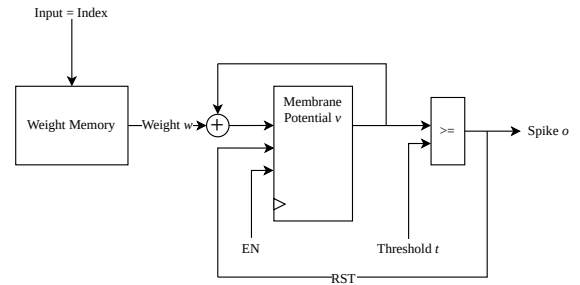 Input = Index
Weight Memory
Weight w
+
Membrane
Potential v
>=
Spike o
EN
Threshold t
RST